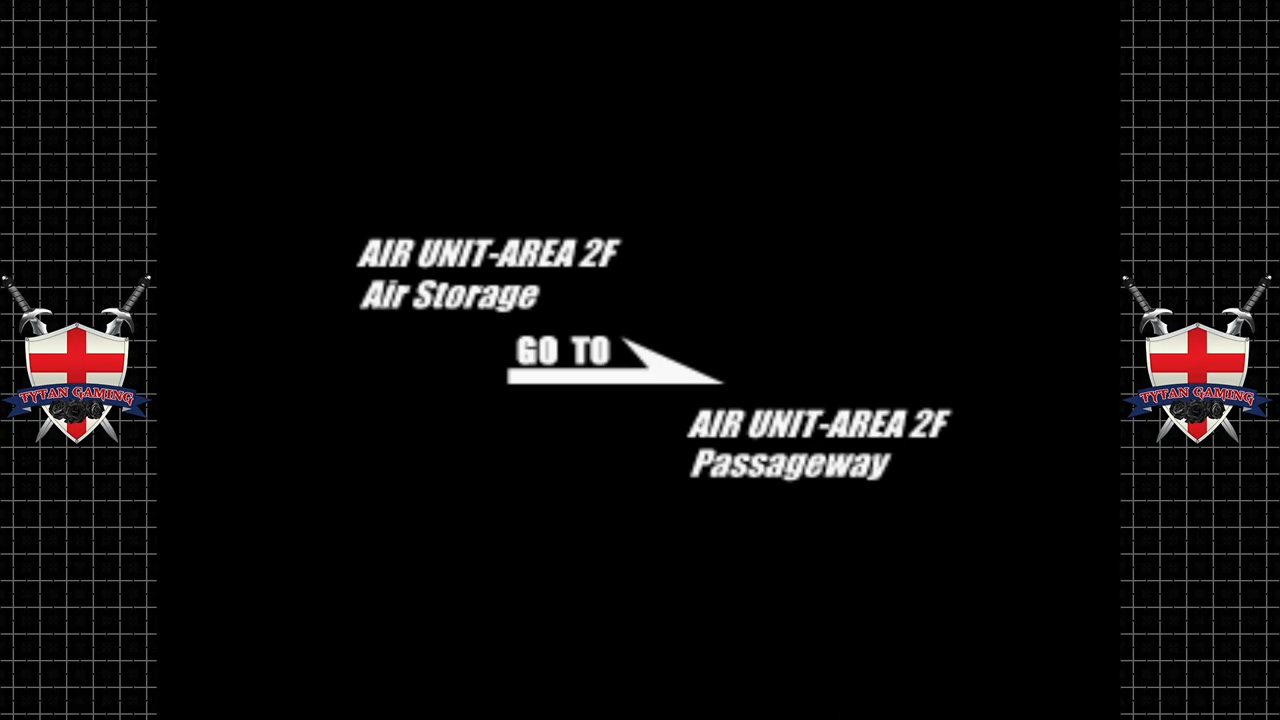 AIR UNIT-AREA 2F
Air Storage
GO TO
AIR UNIT-AREA 2F
Passageway
TYTAN GAMING
TYTAN GAMING